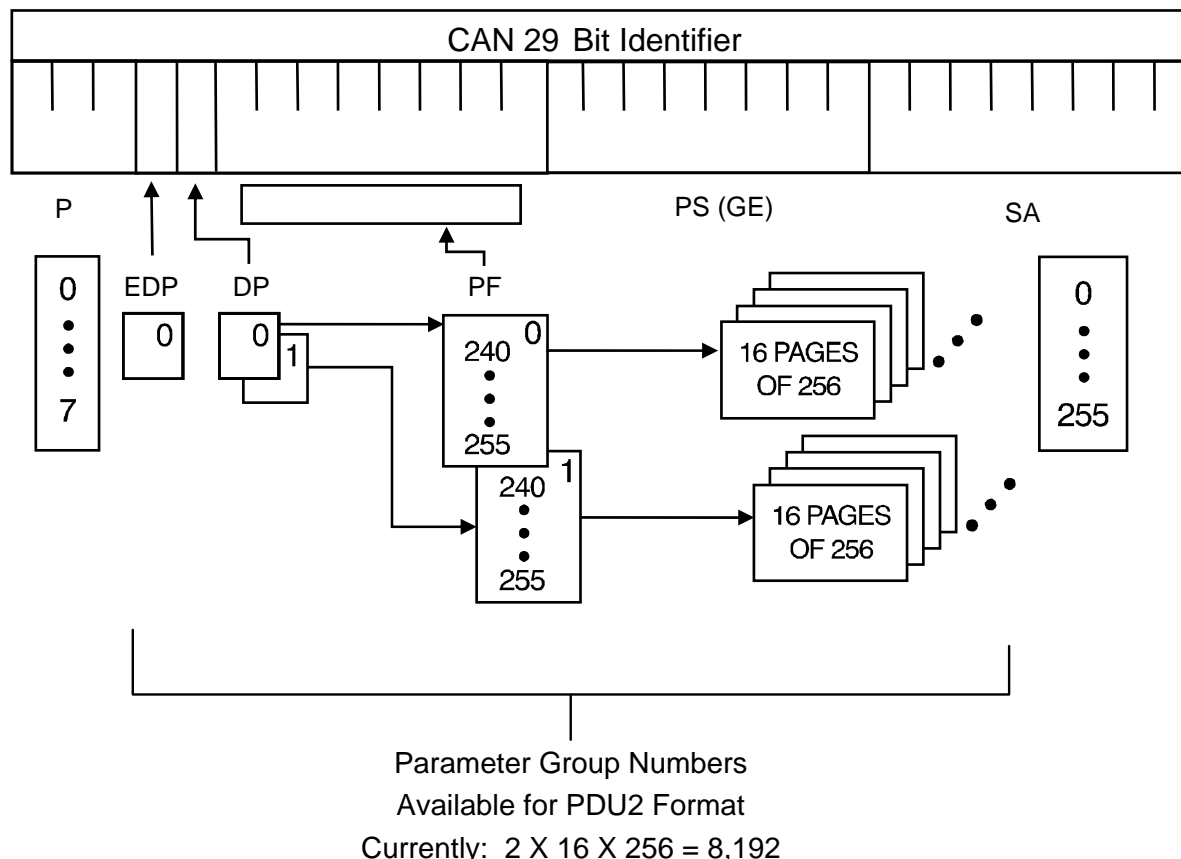 CAN 29 Bit Identifier
P
PS (GE)
SA
EDP
DP
PF
0
7
0
0
1
0
240
255
1
240
255
16 PAGES
OF 256
16 PAGES
OF 256
0
255
Parameter Group Numbers
Available for PDU2 Format
Currently: 2 X 16 X 256 = 8,192